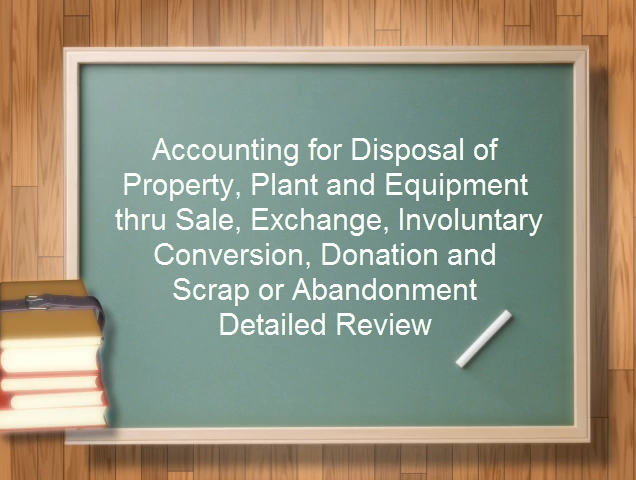 Accounting for Disposal of
Property, Plant and Equipment
thru Sale, Exchange, Involuntary
Conversion, Donation and
Scrap or Abandonment
Detailed Review